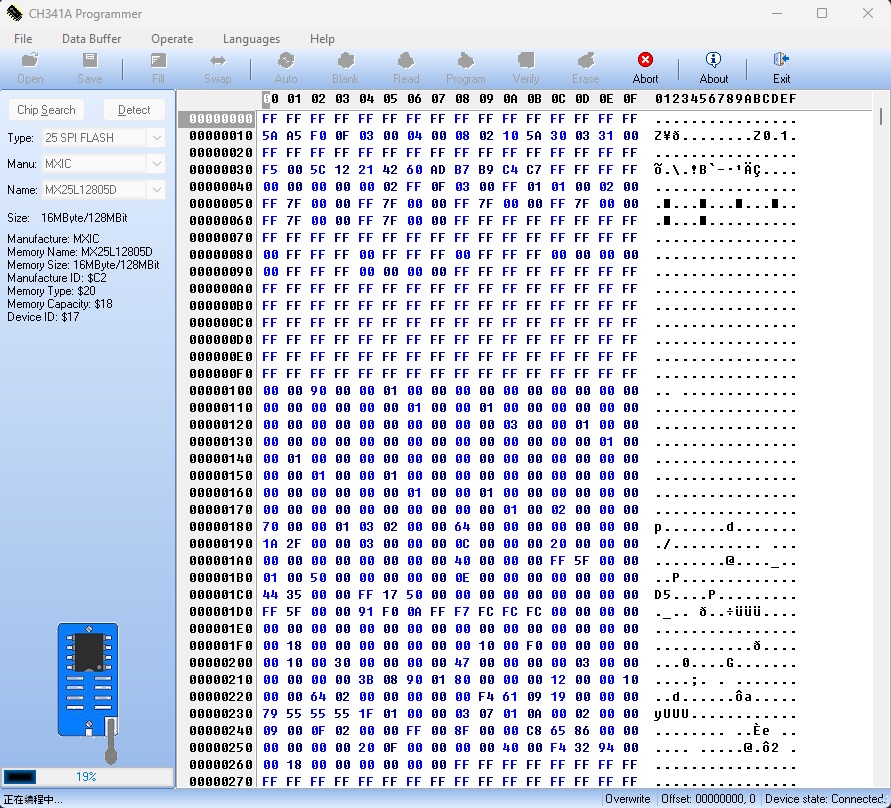 CH341A Programmer
File Data Buffer Operate Languages Help
Open Save Fill Swap Auto Blank Read Program Verify Erase Abort About Exit
Chip Search Detect
Type: 25 SPI FLASH
Manu: MXIC
Name: MX25L12805D
Size: 16MByte/128MBit
Manufacture: MXIC
Memory Name: MX25L12805D
Memory Size: 16MByte/128MBit
Manufacture ID: $C2
Memory Type: $20
Memory Capacity: $18
Device ID: $17
19%
00 01 02 03 04 05 06 07 08 09 0A 0B 0C 0D 0E 0F 0123456789ABCDEF
00000000 FF FF FF FF FF FF FF FF FF FF FF FF FF FF FF FF ................
00000010 5A A5 F0 0F 03 00 04 00 08 02 10 5A 30 03 31 00 Z¥ð........Z0.1.
00000020 FF FF FF FF FF FF FF FF FF FF FF FF FF FF FF FF ................
00000030 F5 00 5C 12 21 42 60 AD B7 B9 C4 C7 FF FF FF FF õ.\.!B`-·¹ÄÇ....
00000040 00 00 00 00 00 02 FF 0F 03 00 FF 01 01 00 02 00 ................
00000050 FF 7F 00 00 FF 7F 00 00 FF 7F 00 00 FF 7F 00 00
00000060 FF 7F 00 00 FF 7F 00 00 FF FF FF FF FF FF FF FF
00000070 FF FF FF FF FF FF FF FF FF FF FF FF FF FF FF FF ................
00000080 00 FF FF FF 00 FF FF FF 00 FF FF FF 00 FF FF FF ................
00000090 00 FF FF FF 00 00 00 00 FF FF FF FF FF FF FF FF ................
000000A0 FF FF FF FF FF FF FF FF FF FF FF FF FF FF FF FF ................
000000B0 FF FF FF FF FF FF FF FF FF FF FF FF FF FF FF FF ................
000000C0 FF FF FF FF FF FF FF FF FF FF FF FF FF FF FF FF ................
000000D0 FF FF FF FF FF FF FF FF FF FF FF FF FF FF FF FF ................
000000E0 FF FF FF FF FF FF FF FF FF FF FF FF FF FF FF FF ................
000000F0 FF FF FF FF FF FF FF FF FF FF FF FF FF FF FF FF ................
00000100 00 00 90 00 00 01 00 00 00 00 00 00 00 00 00 00 .. .............
00000110 00 00 00 00 00 00 01 00 00 01 00 00 00 00 00 00 ................
00000120 00 00 00 00 00 00 00 00 00 00 03 00 00 01 00 00 ................
00000130 00 00 00 00 00 00 00 00 00 00 00 00 00 00 01 00 ................
00000140 00 01 00 00 00 00 00 00 00 00 00 00 00 00 00 00 ................
00000150 00 00 01 00 00 01 00 00 00 00 00 00 00 00 00 00 ................
00000160 00 00 00 00 00 00 01 00 00 01 00 00 00 00 00 00 ................
00000170 00 00 00 00 00 00 00 00 00 00 01 00 02 00 00 00 ................
00000180 70 00 00 01 03 02 00 00 64 00 00 00 00 00 00 00 p.......d.......
00000190 1A 2F 00 00 03 00 00 00 0C 00 00 00 20 00 00 00 ./.......... ...
000001A0 00 00 00 00 00 00 00 00 40 00 00 00 FF 5F 00 00 ........@...._..
000001B0 01 00 50 00 00 00 00 00 0E 00 00 00 00 00 00 00 ..P.............
000001C0 44 35 00 00 FF 17 50 00 00 00 00 00 00 00 00 00 D5....P.........
000001D0 FF 5F 00 00 91 F0 0A FF F7 FC FC FC 00 00 00 00 ._.. ð..÷üüü....
000001E0 00 00 00 00 00 00 00 00 00 00 00 00 00 00 00 00 ................
000001F0 00 18 00 00 00 00 00 00 00 10 00 F0 00 00 00 00 ...........ð....
00000200 00 10 00 30 00 00 00 00 47 00 00 00 00 03 00 00 ...0....G.......
00000210 00 00 00 00 3B 08 90 01 80 00 00 00 12 00 00 10 ....;. . .......
00000220 00 00 64 02 00 00 00 00 00 F4 61 09 19 00 00 00 ..d......ôa.....
00000230 79 55 55 55 1F 01 00 00 03 07 01 0A 00 02 00 00 yUUU............
00000240 09 00 0F 02 00 00 FF 00 8F 00 00 C8 65 86 00 00 ........ ..Èe ..
00000250 00 00 00 00 20 0F 00 00 00 00 40 00 F4 32 94 00 .... .....@.ô2 .
00000260 00 18 00 00 00 00 00 00 00 00 00 00 00 00 00 00 ................
00000270 FF FF FF FF FF FF FF FF FF FF FF FF FF FF FF FF ................
正在编程中... Overwrite Offset: 00000000, 0 Device state: Connected.